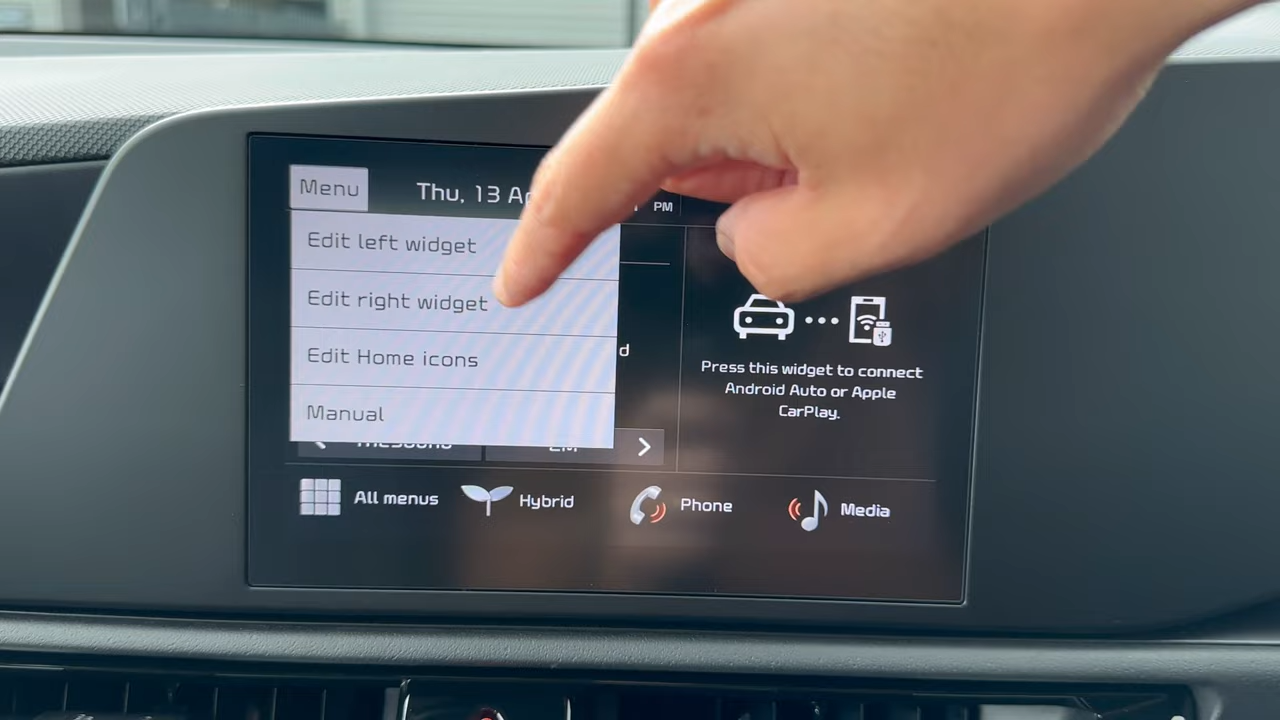 Menu
Thu, 13
PM
Edit left widget
Edit right widget
Edit Home icons
Manual
d
Press this widget to connect
Android Auto or Apple
CarPlay.
All menus
Hybrid
Phone
Media